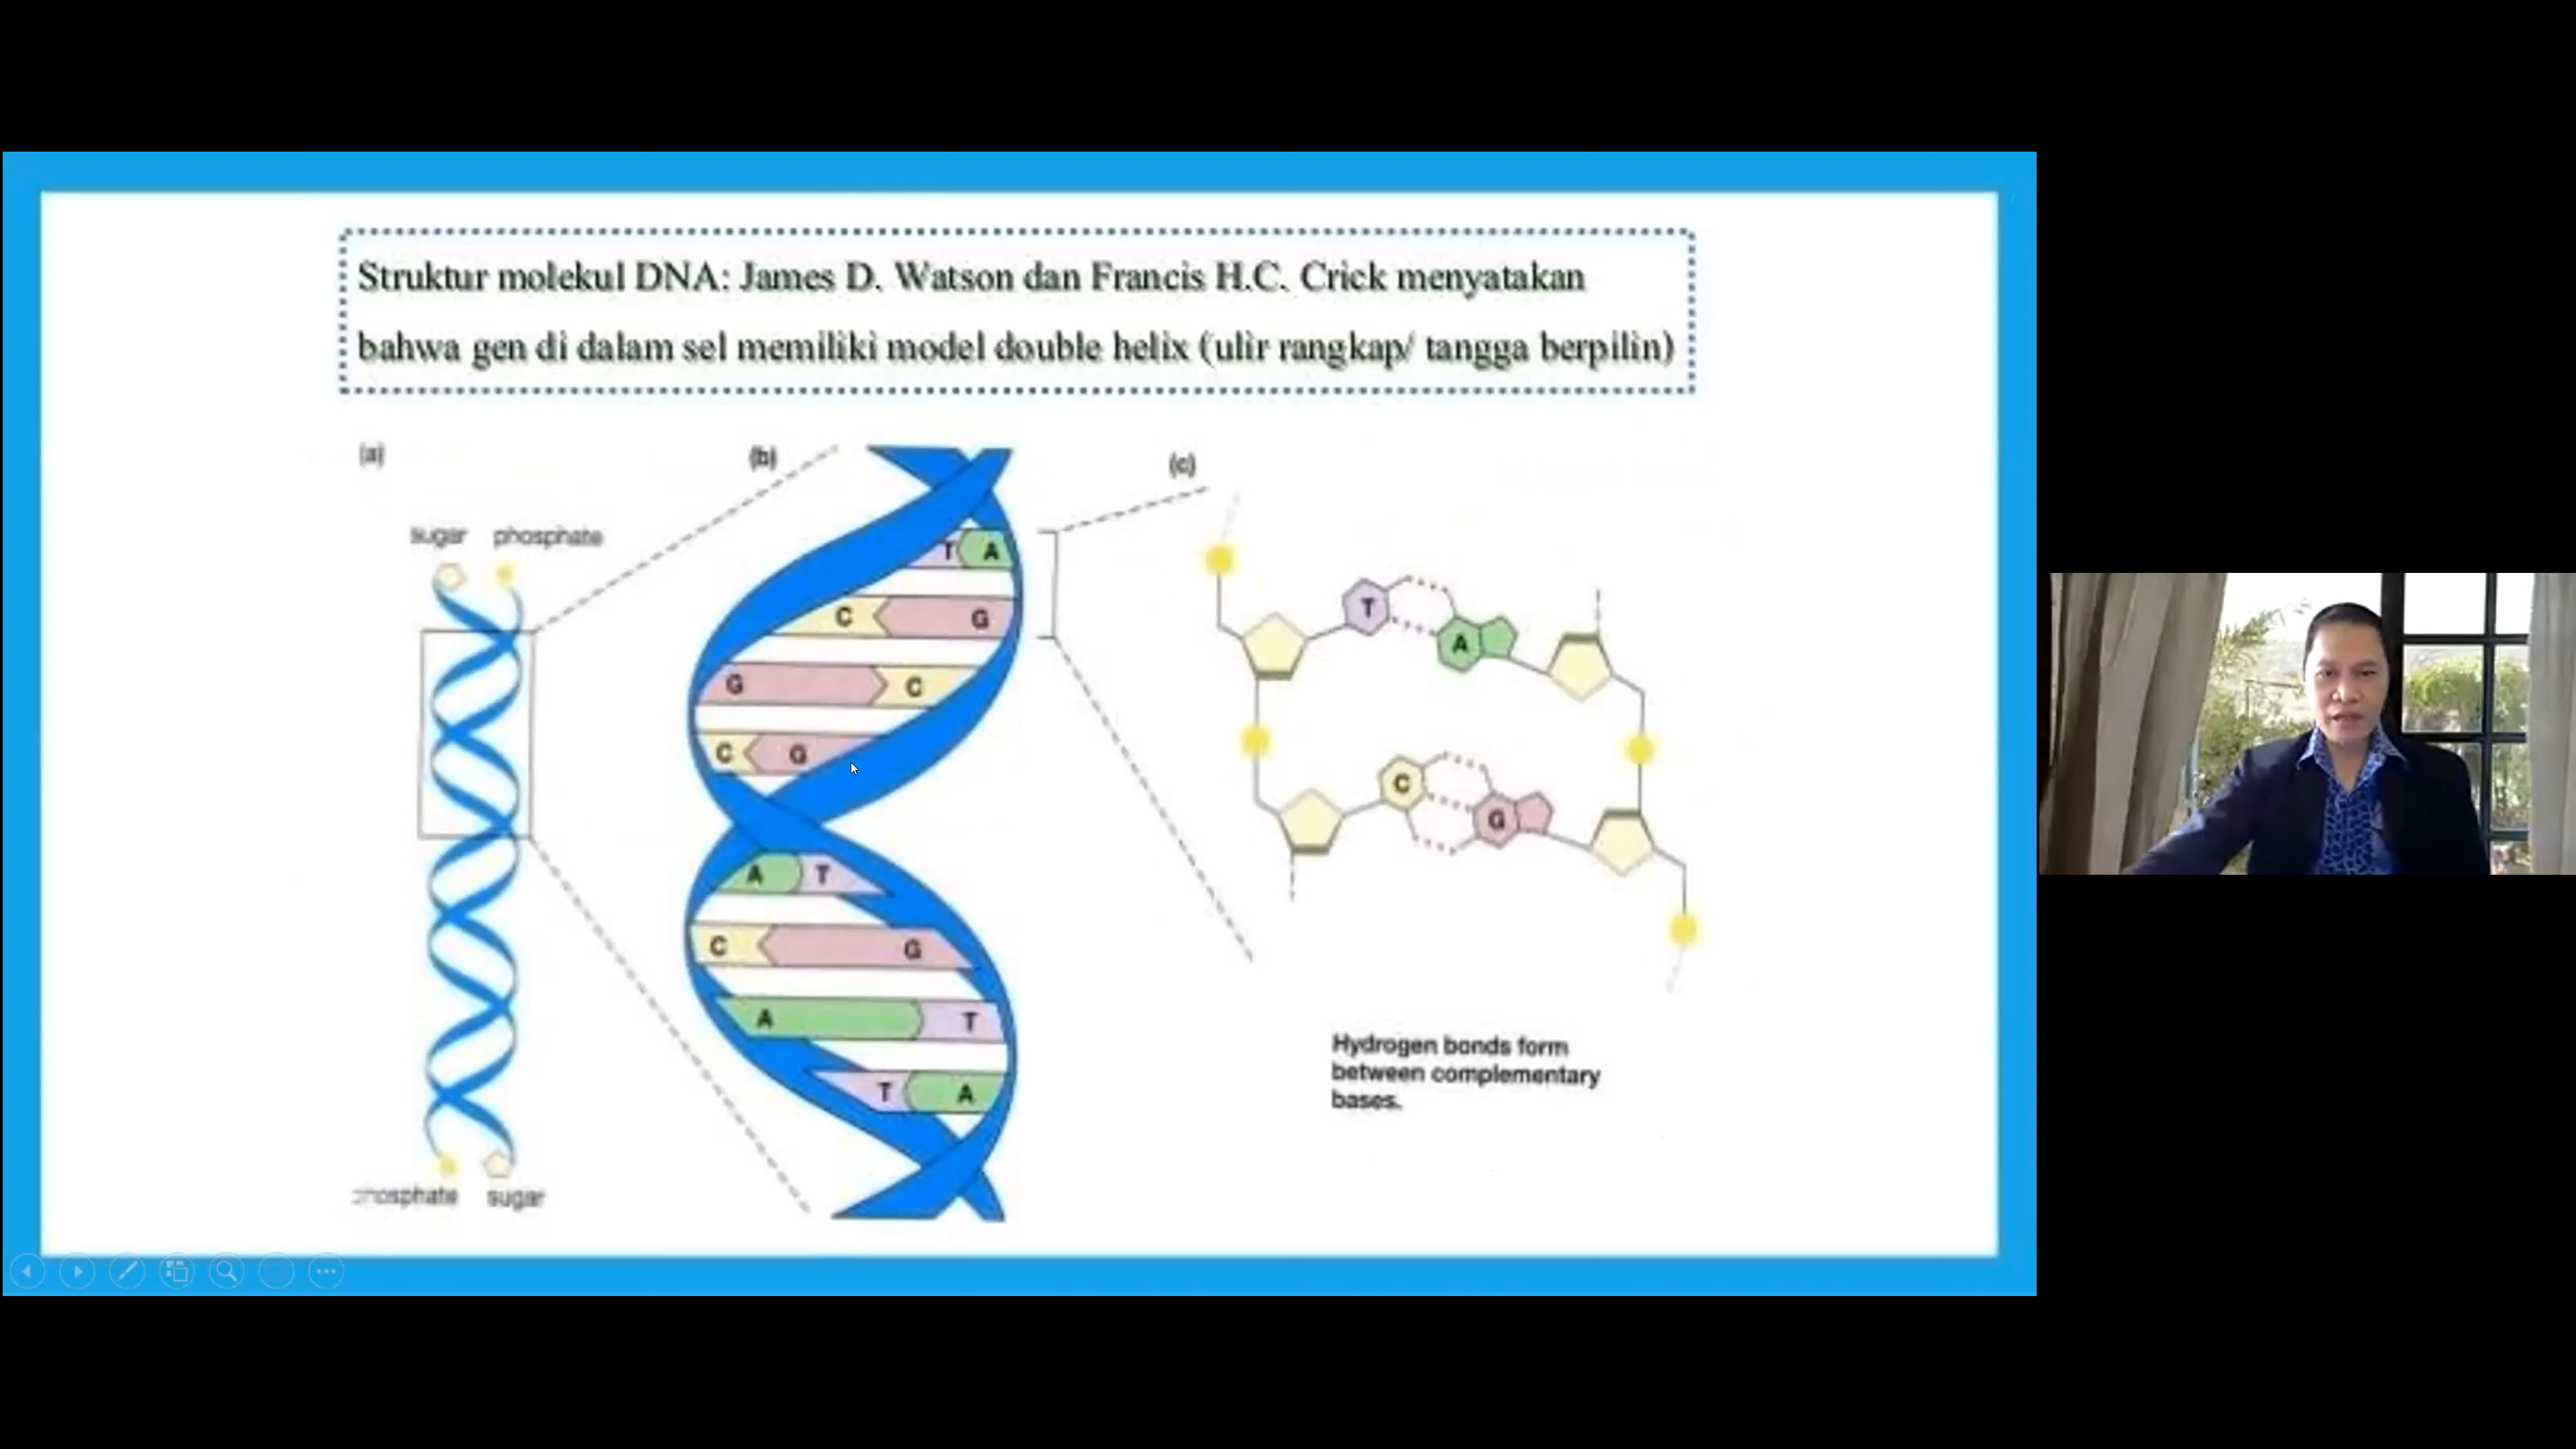 Struktur molekul DNA: James D. Watson dan Francis H.C. Crick menyatakan
bahwa gen di dalam sel memiliki model double helix (ulir rangkap/ tangga berpilin)
(a)
sugar phosphate
phosphate sugar
(b)
T A
C G
G C
C G
A T
C G
A T
T A
(c)
T A
C G
Hydrogen bonds form
between complementary
bases.